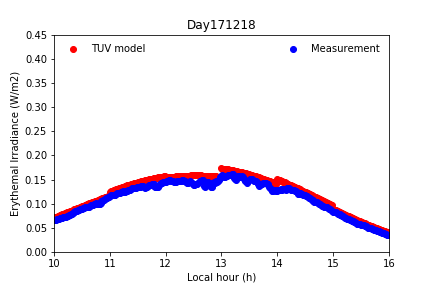 Day171218
TUV model
Measurement
Erythemal Irradiance (W/m2)
0.45
0.40
0.35
0.30
0.25
0.20
0.15
0.10
0.05
0.00
10 11 12 13 14 15 16
Local hour (h)